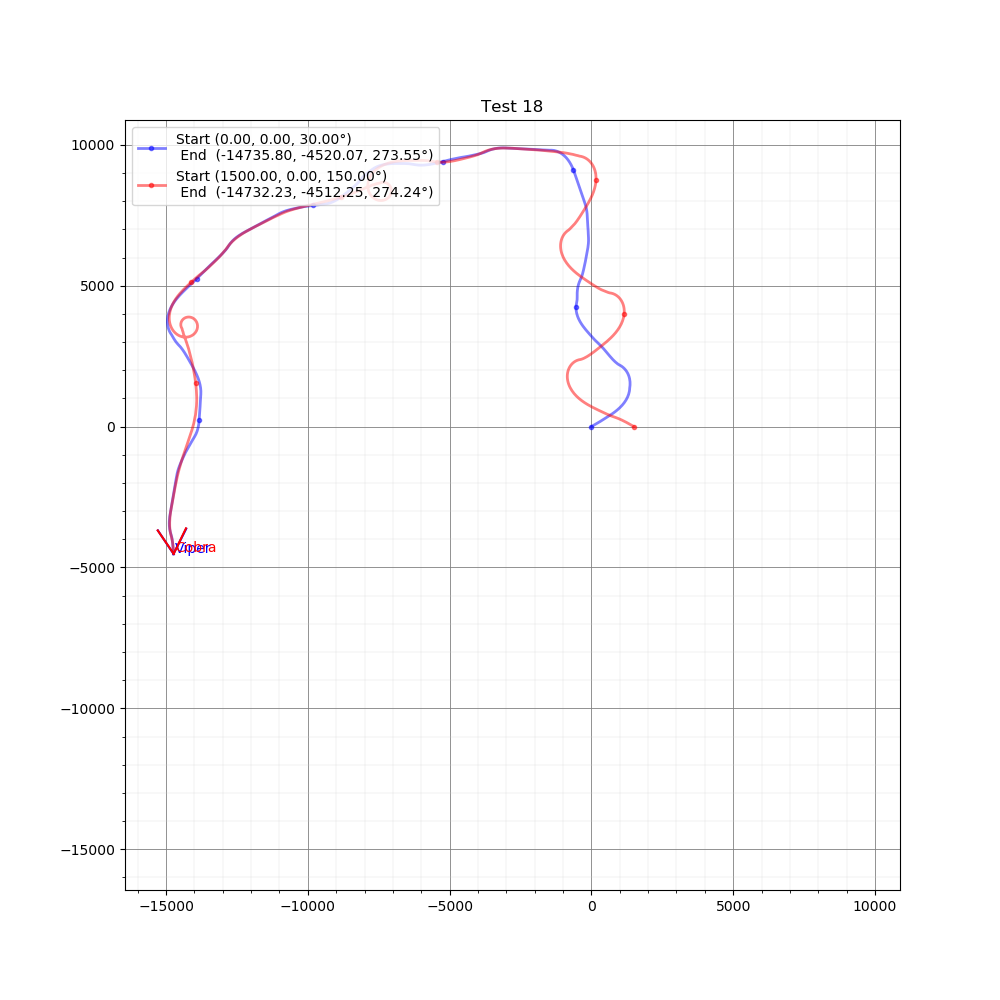 Test 18
Start (0.00, 0.00, 30.00°)
End (-14735.80, -4520.07, 273.55°)
Start (1500.00, 0.00, 150.00°)
End (-14732.23, -4512.25, 274.24°)
10000
5000
0
−5000
−10000
−15000
Viper
Cobra
−15000 −10000 −5000 0 5000 10000